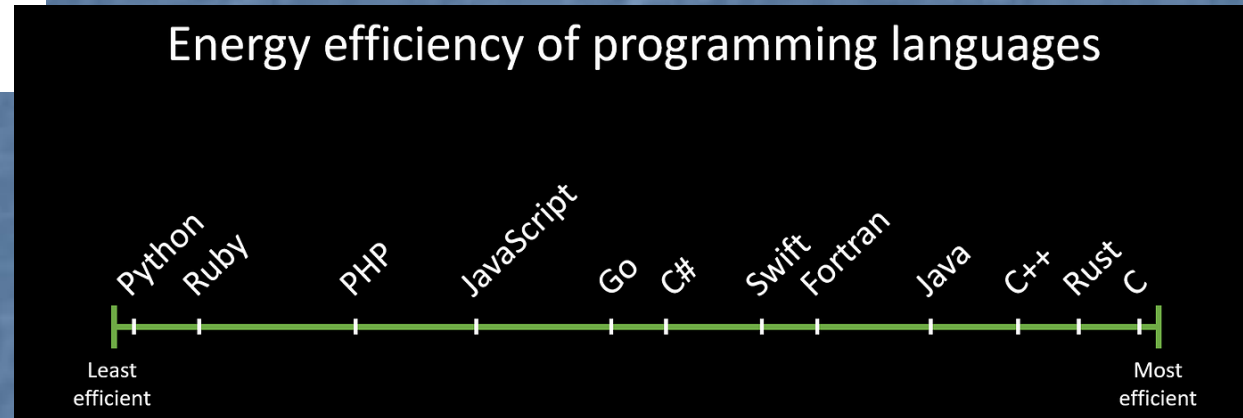 Energy efficiency of programming languages
Python
Ruby
PHP
JavaScript
Go
C#
Swift
Fortran
Java
C++
Rust
C
Least
efficient
Most
efficient